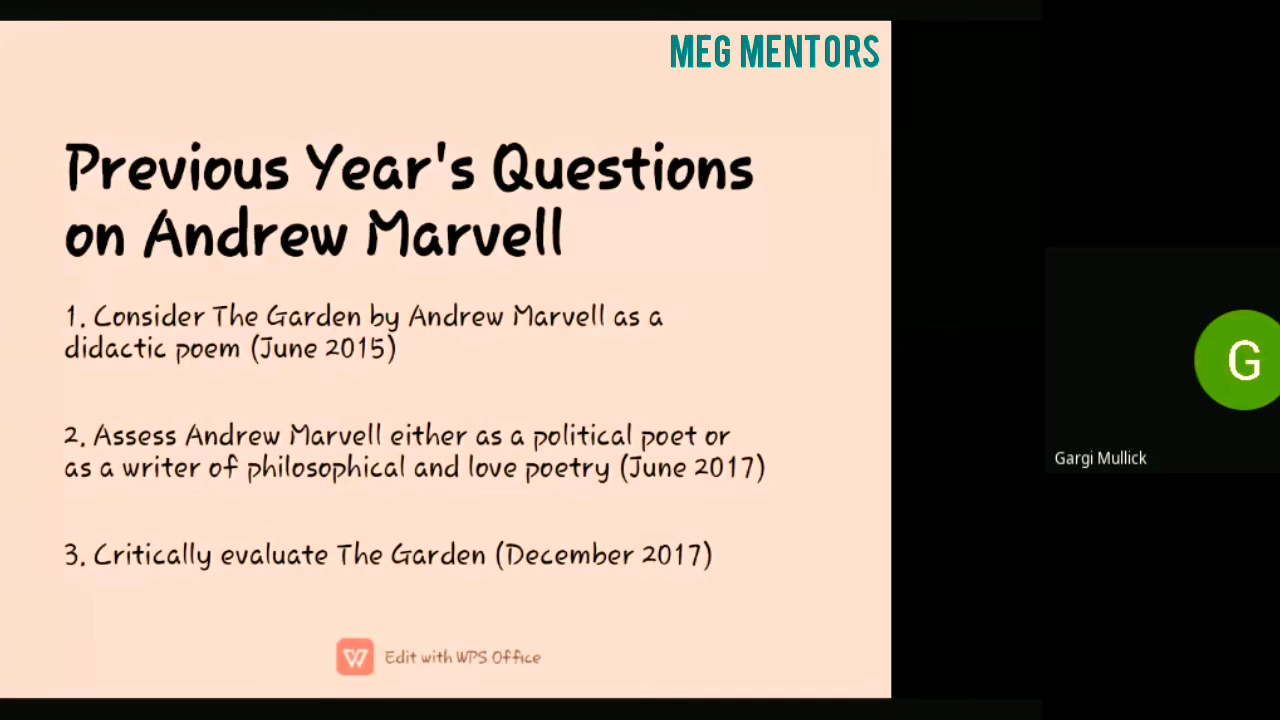 MEG MENTORS
Previous Year's Questions
on Andrew Marvell
1. Consider The Garden by Andrew Marvell as a
didactic poem (June 2015)
2. Assess Andrew Marvell either as a political poet or
as a writer of philosophical and love poetry (June 2017)
3. Critically evaluate The Garden (December 2017)
W Edit with WPS Office
G
Gargi Mullick